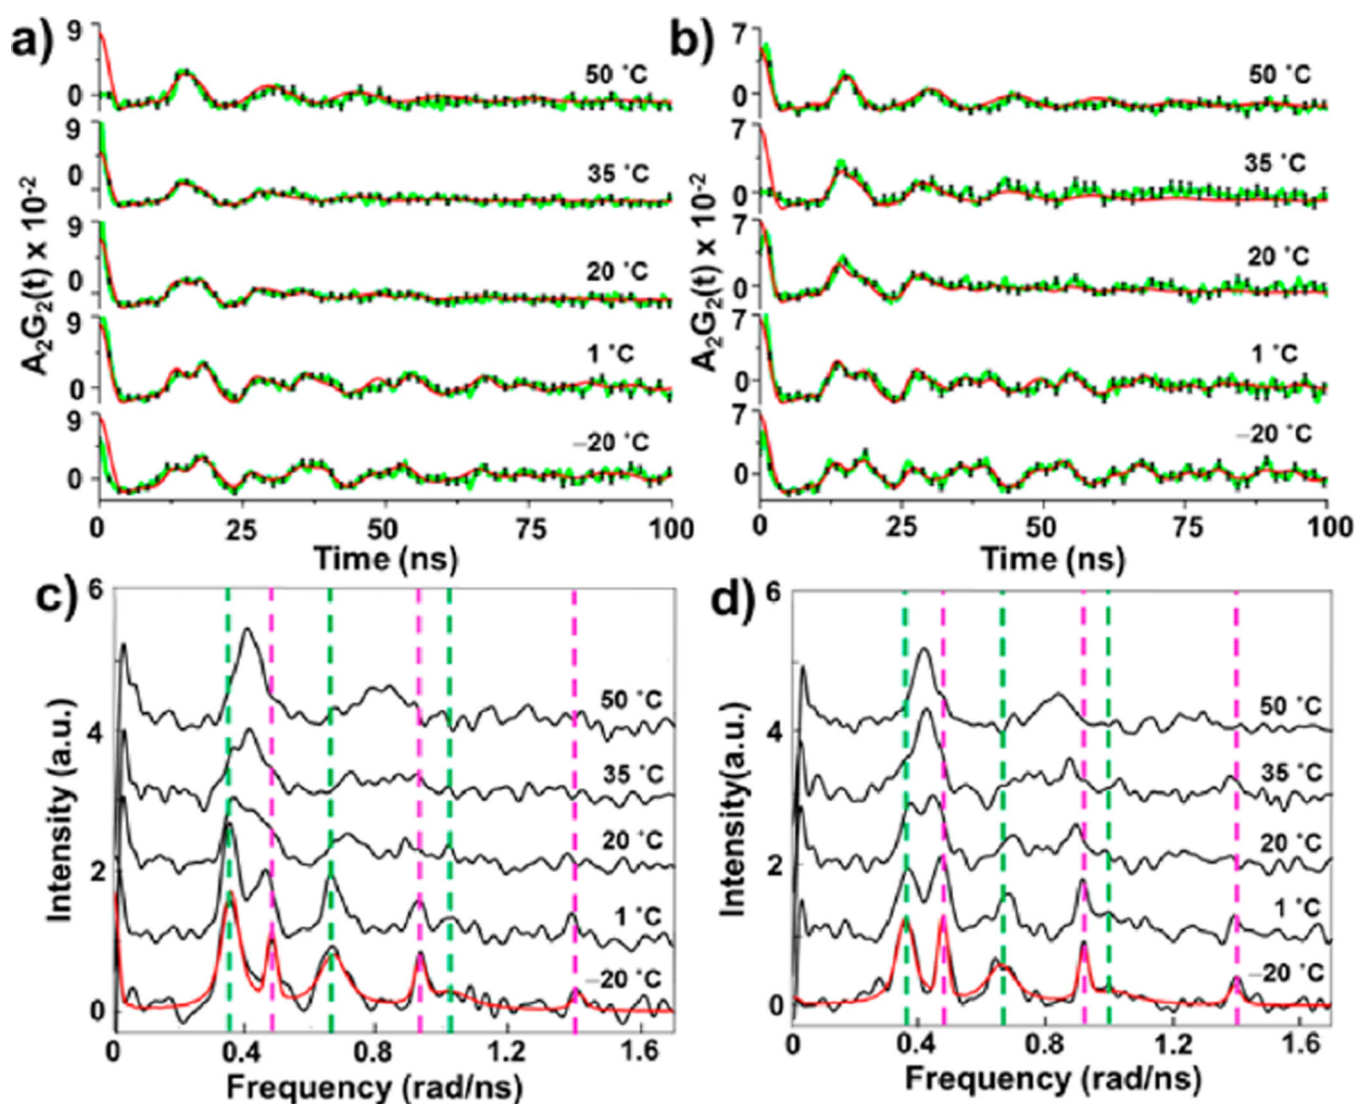 a)
A₂G₂(t) x 10⁻²
9
0
50 °C
9
0
35 °C
9
0
20 °C
9
0
1 °C
9
0
−20 °C
0 25 50 75 100
Time (ns)
b)
A₂G₂(t) x 10⁻²
7
0
50 °C
7
0
35 °C
7
0
20 °C
7
0
1 °C
7
0
−20 °C
0 25 50 75 100
Time (ns)
c)
Intensity (a.u.)
6
4
2
0
50 °C
35 °C
20 °C
1 °C
−20 °C
0 0.4 0.8 1.2 1.6
Frequency (rad/ns)
d)
Intensity(a.u.)
6
4
2
0
50 °C
35 °C
20 °C
1 °C
−20 °C
0 0.4 0.8 1.2 1.6
Frequency (rad/ns)